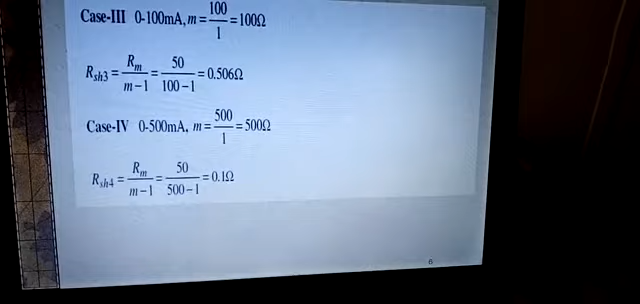 Case-III 0-100mA, m = 100/1 = 100Ω
R_sh3 = R_m/(m−1) = 50/(100−1) = 0.506Ω
Case-IV 0-500mA, m = 500/1 = 500Ω
R_sh4 = R_m/(m−1) = 50/(500−1) = 0.1Ω
6